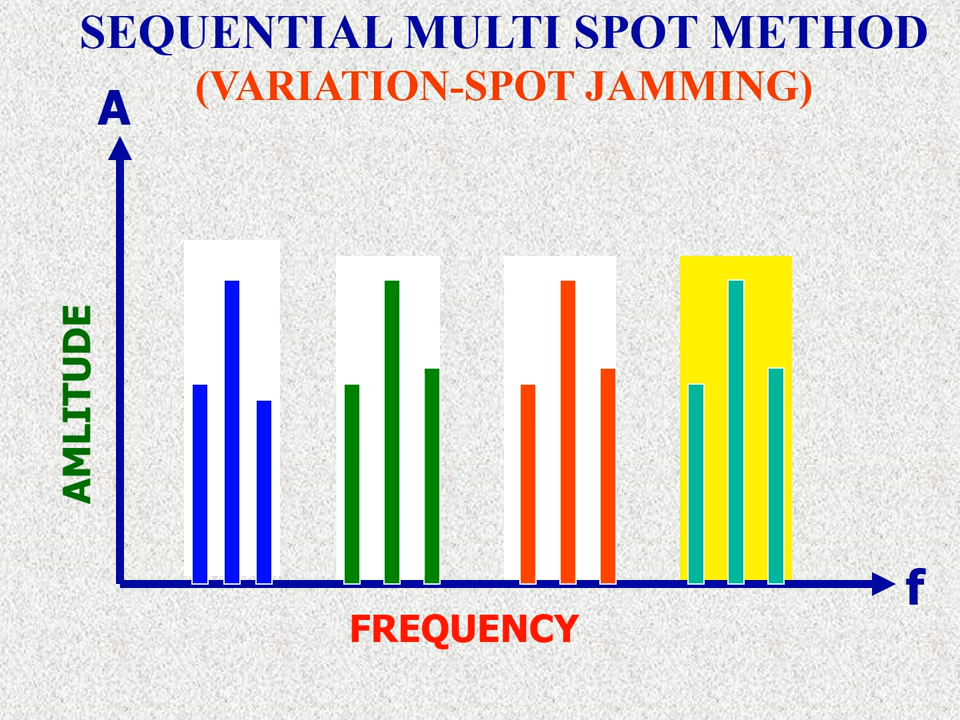 SEQUENTIAL MULTI SPOT METHOD
(VARIATION-SPOT JAMMING)
A
AMLITUDE
f
FREQUENCY